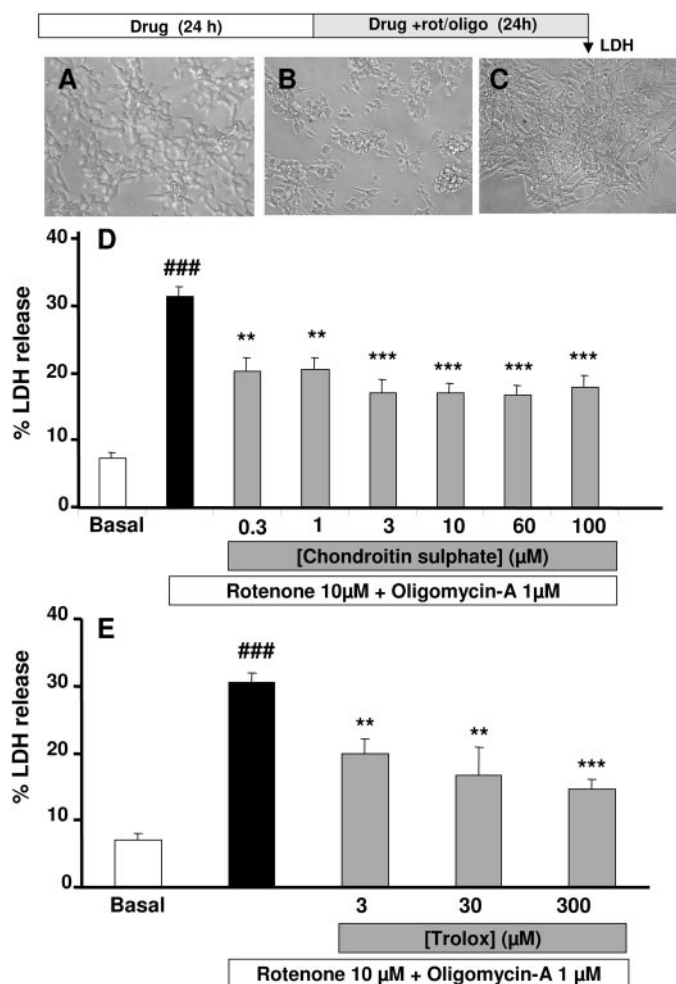 Drug (24 h) Drug +rot/oligo (24h)
LDH
A B C
D
% LDH release
40
30
20
10
0
###
** ** *** *** *** ***
Basal 0.3 1 3 10 60 100
[Chondroitin sulphate] (µM)
Rotenone 10µM + Oligomycin-A 1µM
E
% LDH release
40
30
20
10
0
###
** ** ***
Basal 3 30 300
[Trolox] (µM)
Rotenone 10 µM + Oligomycin-A 1 µM